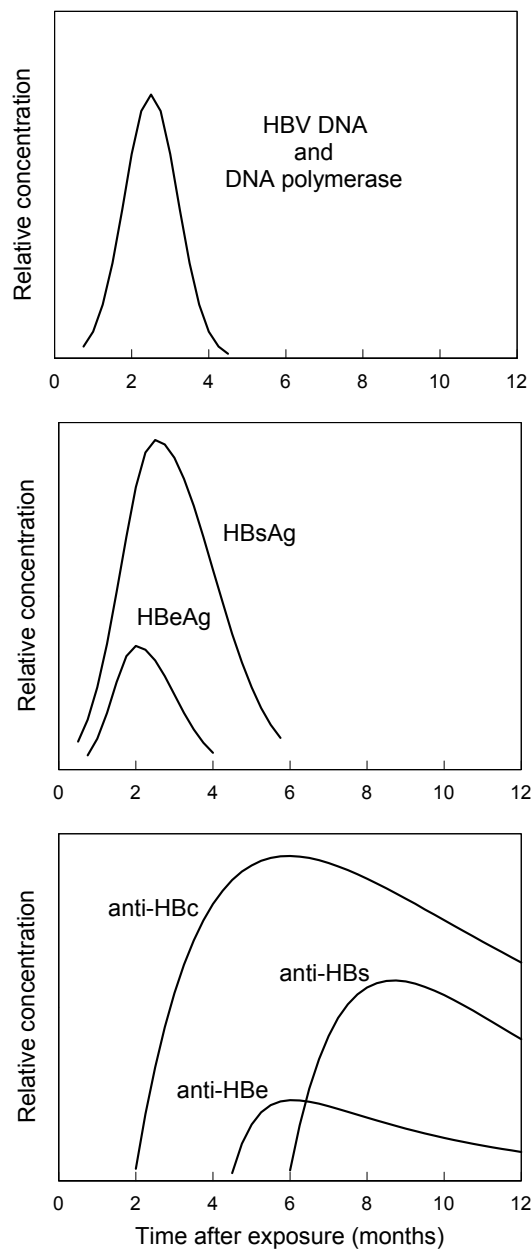 Relative concentration
HBV DNA
and
DNA polymerase
0 2 4 6 8 10 12
Relative concentration
HBsAg
HBeAg
0 2 4 6 8 10 12
Relative concentration
anti-HBc
anti-HBs
anti-HBe
0 2 4 6 8 10 12
Time after exposure (months)